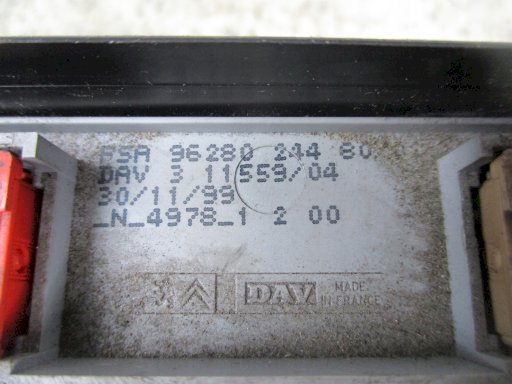 PSA 96280 244 80
DAV 3 11559/04
30/11/99
_N_4978_1 2 00
DAV MADE IN FRANCE